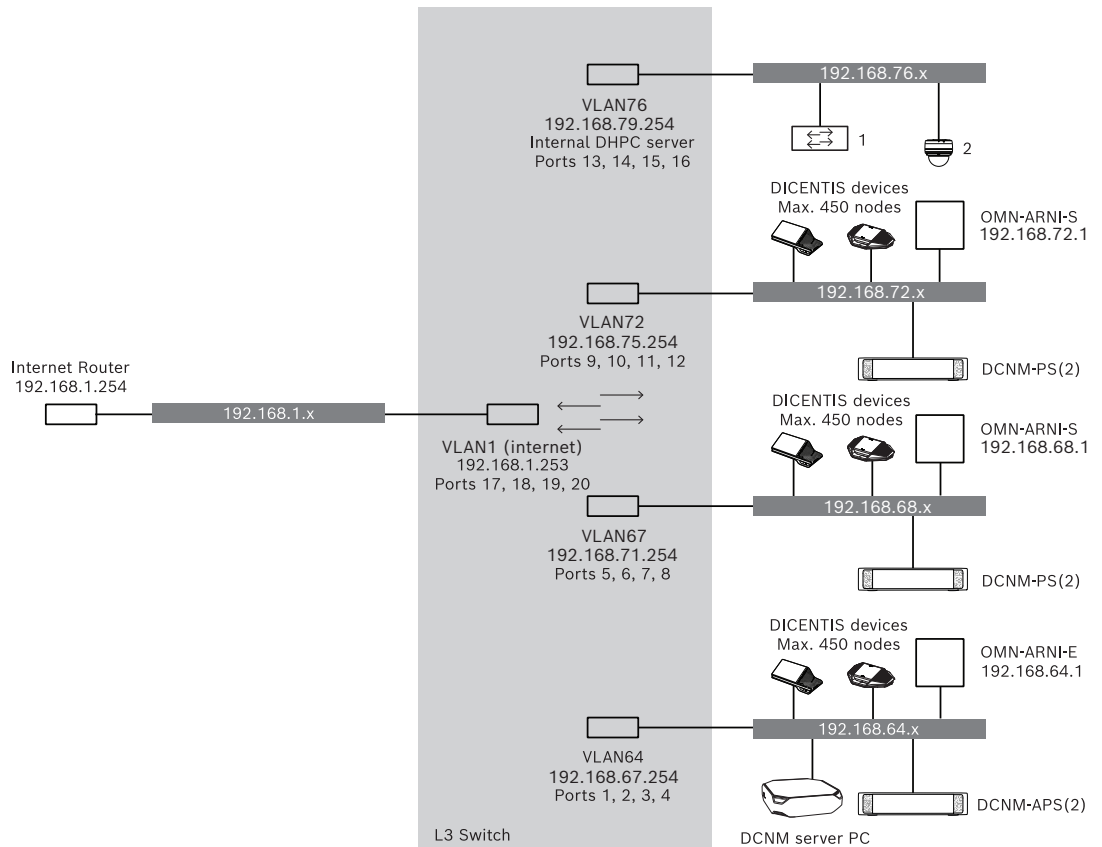 192.168.76.x
VLAN76
192.168.79.254
Internal DHPC server
Ports 13, 14, 15, 16
1
2
DICENTIS devices
Max. 450 nodes
OMN-ARNI-S
192.168.72.1
192.168.72.x
VLAN72
192.168.75.254
Ports 9, 10, 11, 12
DCNM-PS(2)
Internet Router
192.168.1.254
192.168.1.x
VLAN1 (internet)
192.168.1.253
Ports 17, 18, 19, 20
DICENTIS devices
Max. 450 nodes
OMN-ARNI-S
192.168.68.1
192.168.68.x
VLAN67
192.168.71.254
Ports 5, 6, 7, 8
DCNM-PS(2)
DICENTIS devices
Max. 450 nodes
OMN-ARNI-E
192.168.64.1
192.168.64.x
VLAN64
192.168.67.254
Ports 1, 2, 3, 4
DCNM-APS(2)
L3 Switch
DCNM server PC